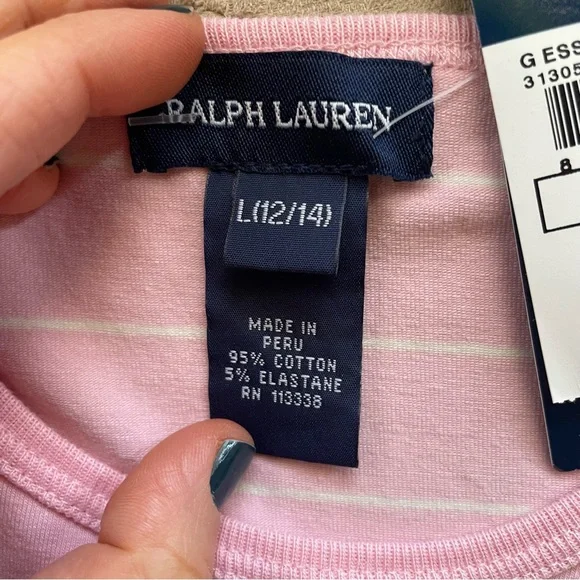 RALPH LAUREN
L(12/14)
MADE IN
PERU
95% COTTON
5% ELASTANE
RN 113338
G ESS
31305
8